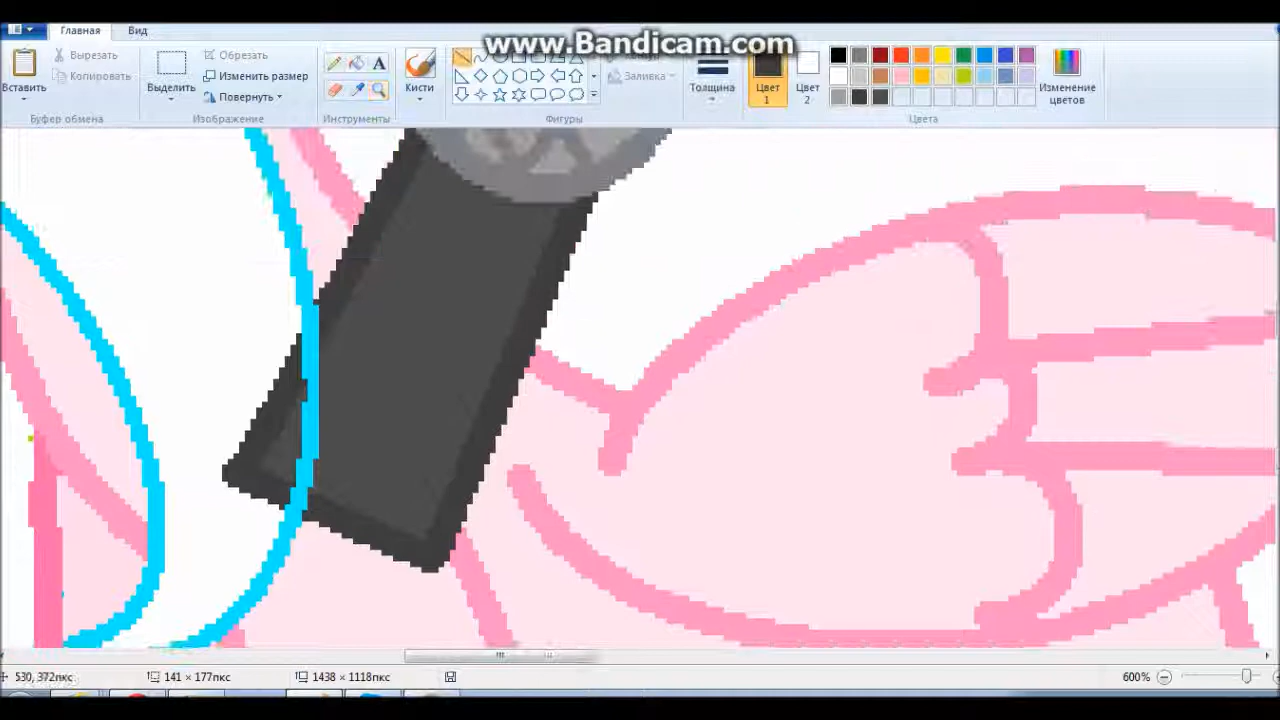 Главная Вид
www.Bandicam.com
Вставить
Вырезать
Копировать
Буфер обмена
Выделить
Обрезать
Изменить размер
Повернуть
Изображение
A
Инструменты
Кисти
Заливка
Фигуры
Толщина
Цвет
1
Цвет
2
Изменение
цветов
Цвета
530, 372пкс
141 × 177пкс
1438 × 1118пкс
600%